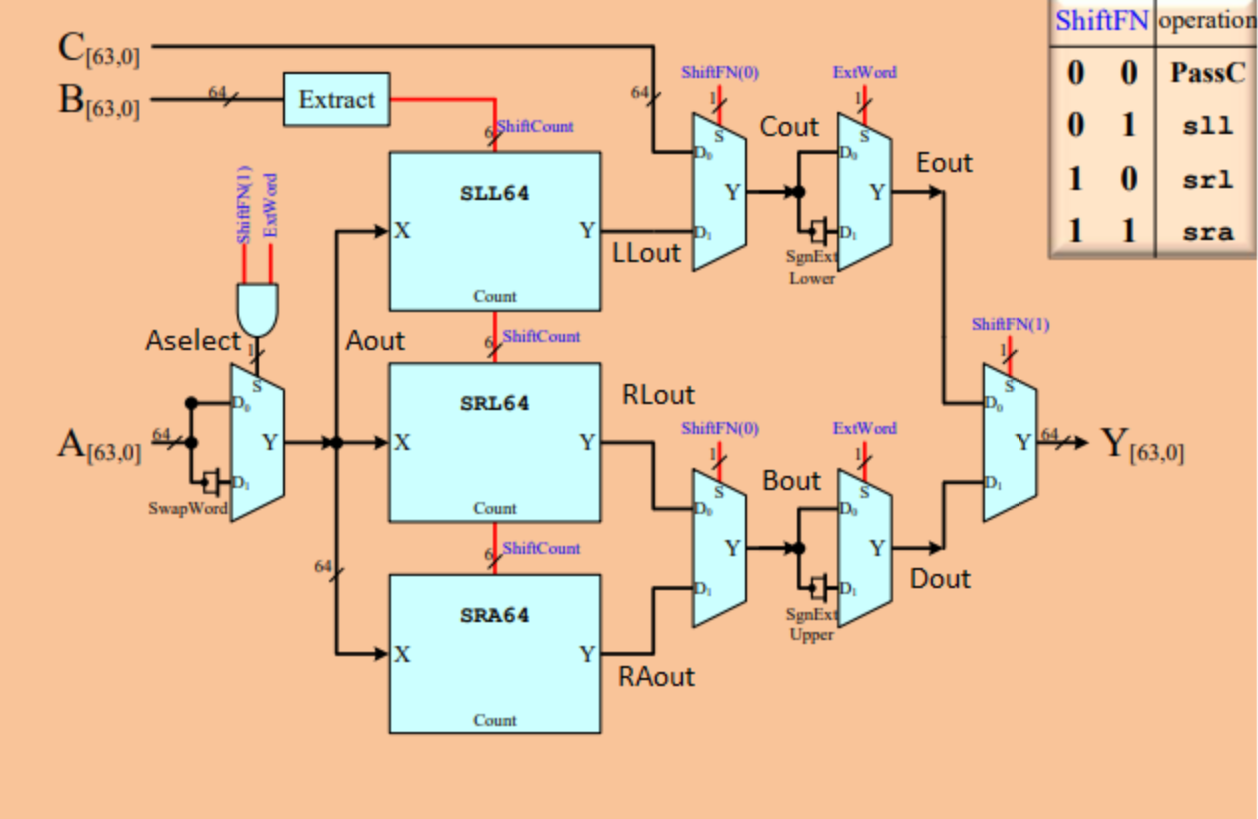 ShiftFN operation
0 0 PassC
0 1 sll
1 0 srl
1 1 sra
C[63,0]
B[63,0]
64
Extract
6
ShiftCount
64
ShiftFN(0)
1
S
D0
Y
D1
Cout
ExtWord
1
S
D0
Y
D1
SgnExt
Lower
Eout
SLL64
X
Y
Count
LLout
ShiftFN(1)
ExtWord
Aselect
1
S
D0
Y
D1
Aout
A[63,0]
64
SwapWord
6
ShiftCount
SRL64
X
Y
Count
RLout
ShiftFN(0)
1
S
D0
Y
D1
Bout
ExtWord
1
S
D0
Y
D1
SgnExt
Upper
Dout
ShiftFN(1)
1
S
D0
Y
D1
64
Y[63,0]
6
ShiftCount
64
SRA64
X
Y
Count
RAout